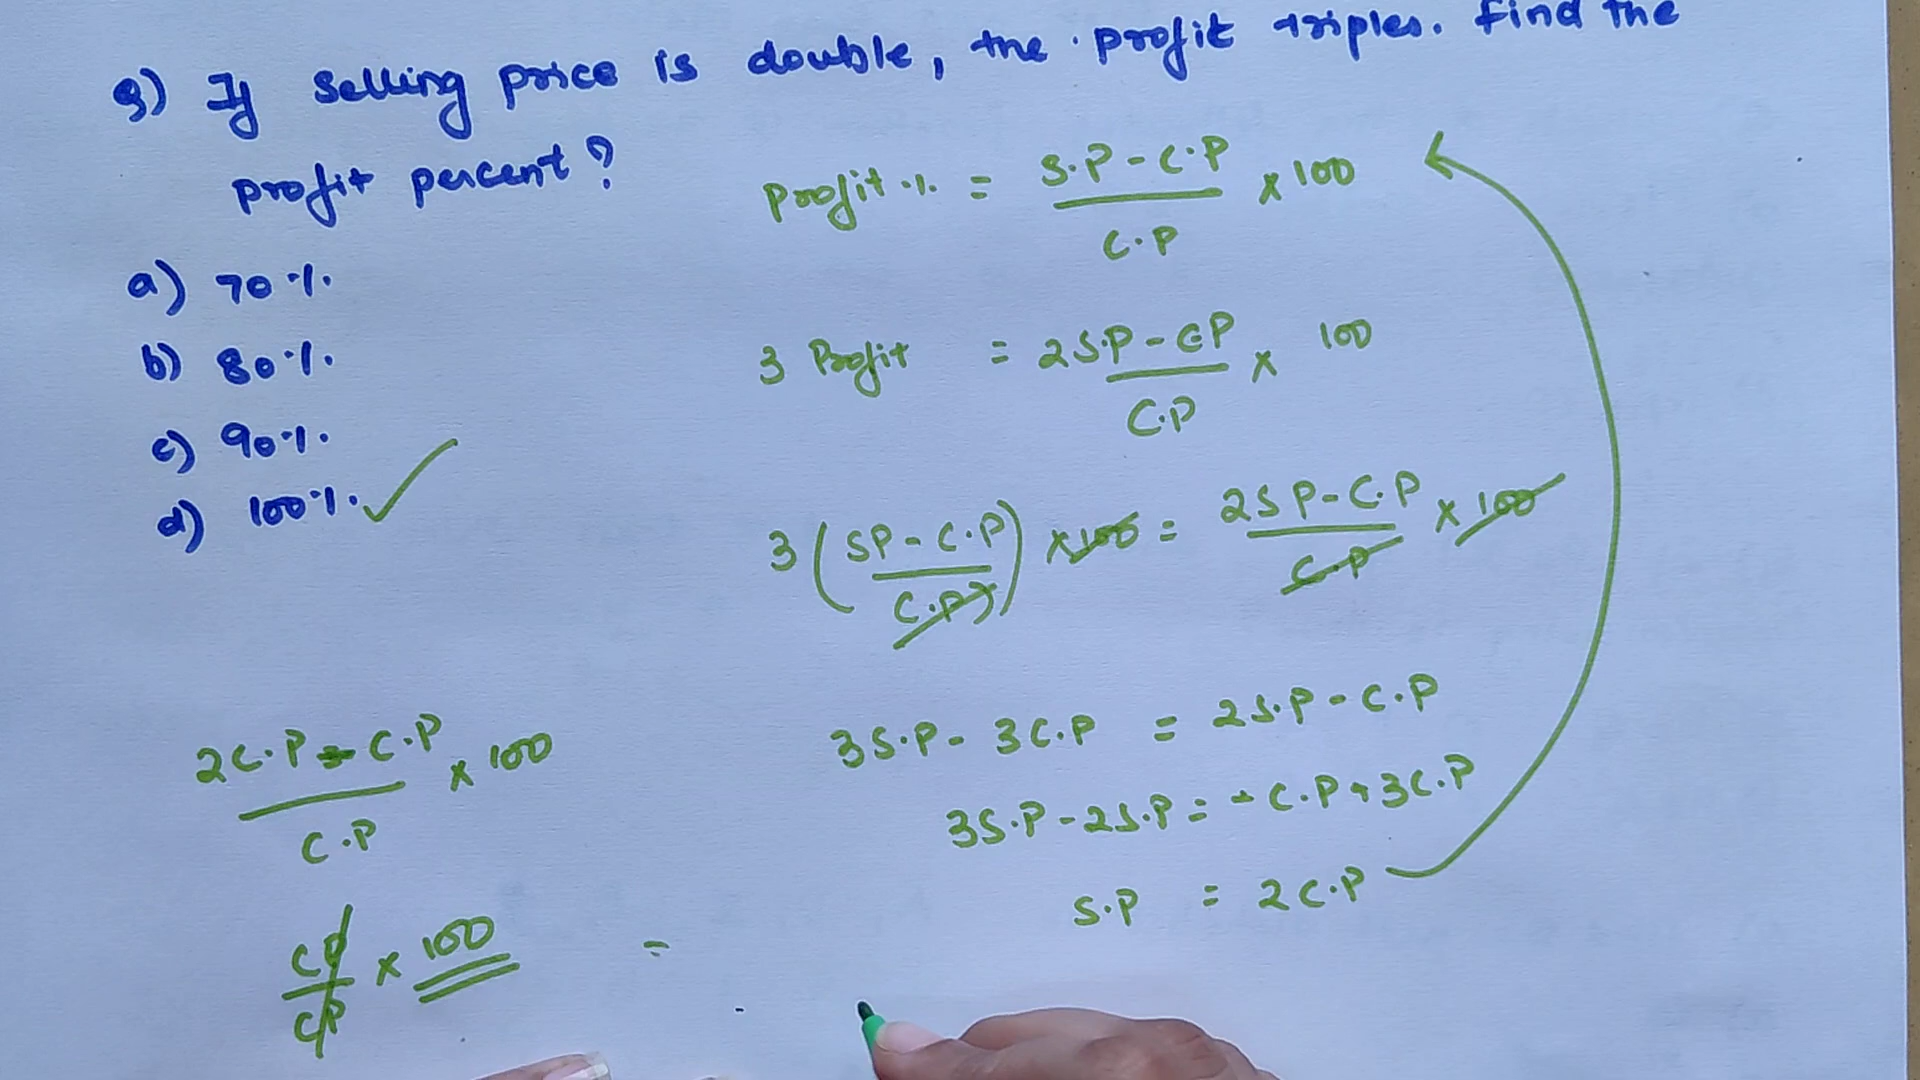 9) If selling price is double, the profit triples. Find the
profit percent?
a) 70%
b) 80%
c) 90%
d) 100% ✓
Profit % = S.P - C.P / C.P × 100
3 Profit = 2S.P - C.P / C.P × 100
3 (S.P - C.P / C.P) × 100 = 2S.P - C.P / C.P × 100
3S.P - 3C.P = 2S.P - C.P
3S.P - 2S.P = - C.P + 3C.P
S.P = 2C.P
2C.P - C.P / C.P × 100
CP / CP × 100 =